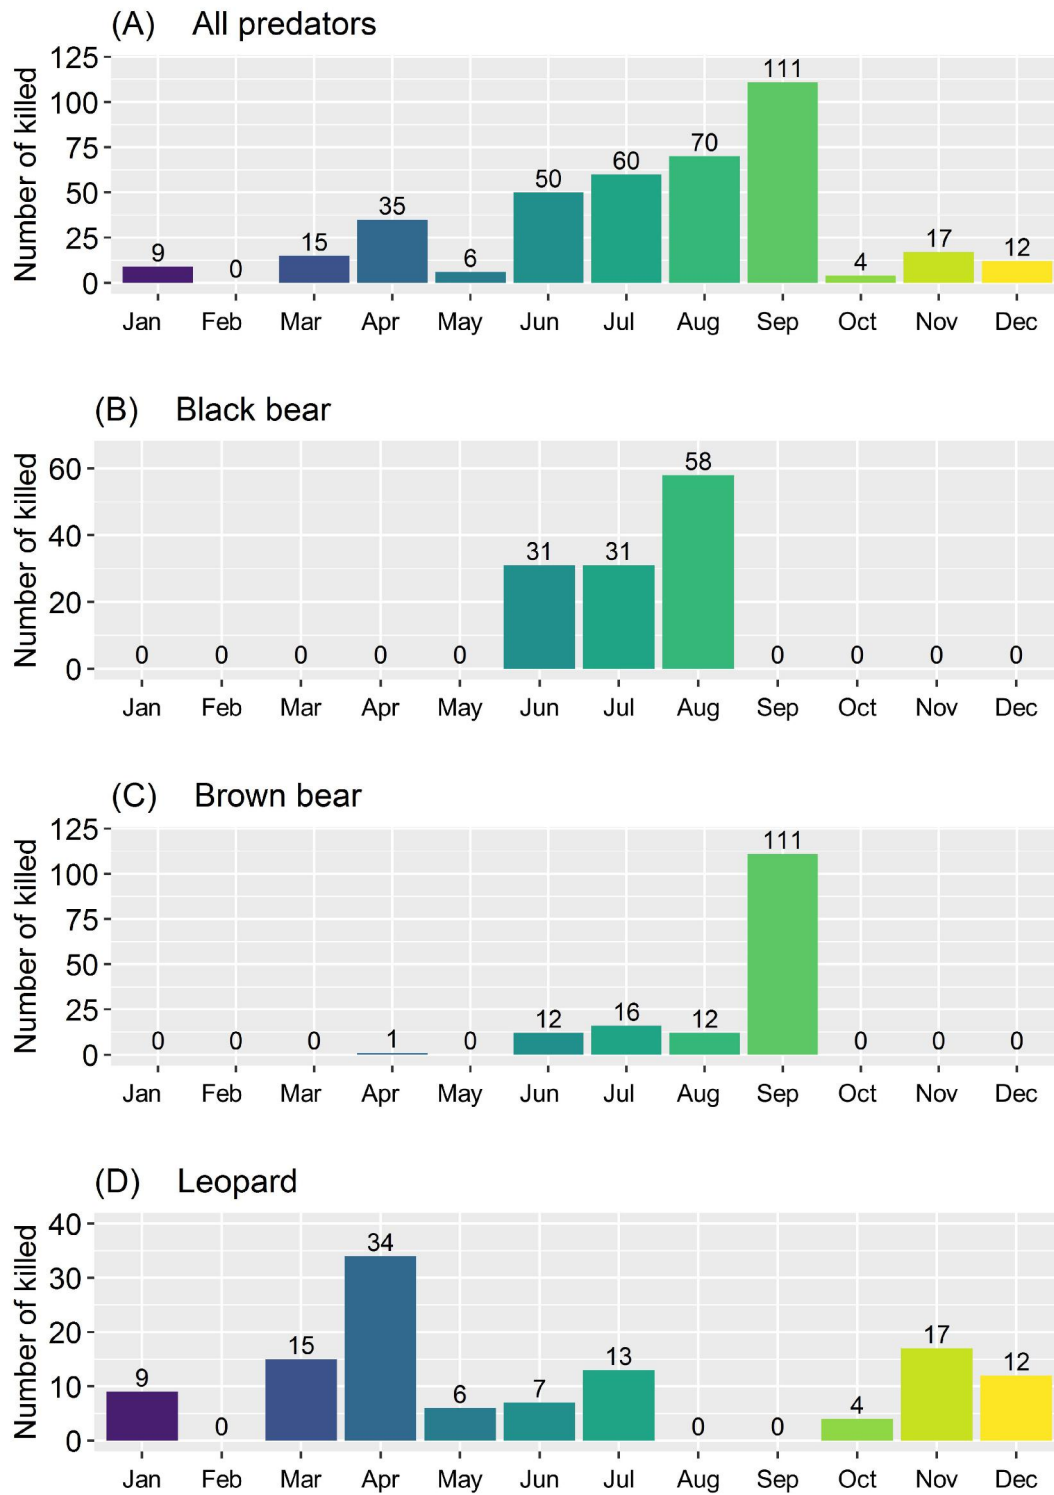 (A) All predators
Number of killed
125
100
75
50
25
0
9 0 15 35 6 50 60 70 111 4 17 12
Jan Feb Mar Apr May Jun Jul Aug Sep Oct Nov Dec
(B) Black bear
Number of killed
60
40
20
0
0 0 0 0 0 31 31 58 0 0 0 0
Jan Feb Mar Apr May Jun Jul Aug Sep Oct Nov Dec
(C) Brown bear
Number of killed
125
100
75
50
25
0
0 0 0 1 0 12 16 12 111 0 0 0
Jan Feb Mar Apr May Jun Jul Aug Sep Oct Nov Dec
(D) Leopard
Number of killed
40
30
20
10
0
9 0 15 34 6 7 13 0 0 4 17 12
Jan Feb Mar Apr May Jun Jul Aug Sep Oct Nov Dec